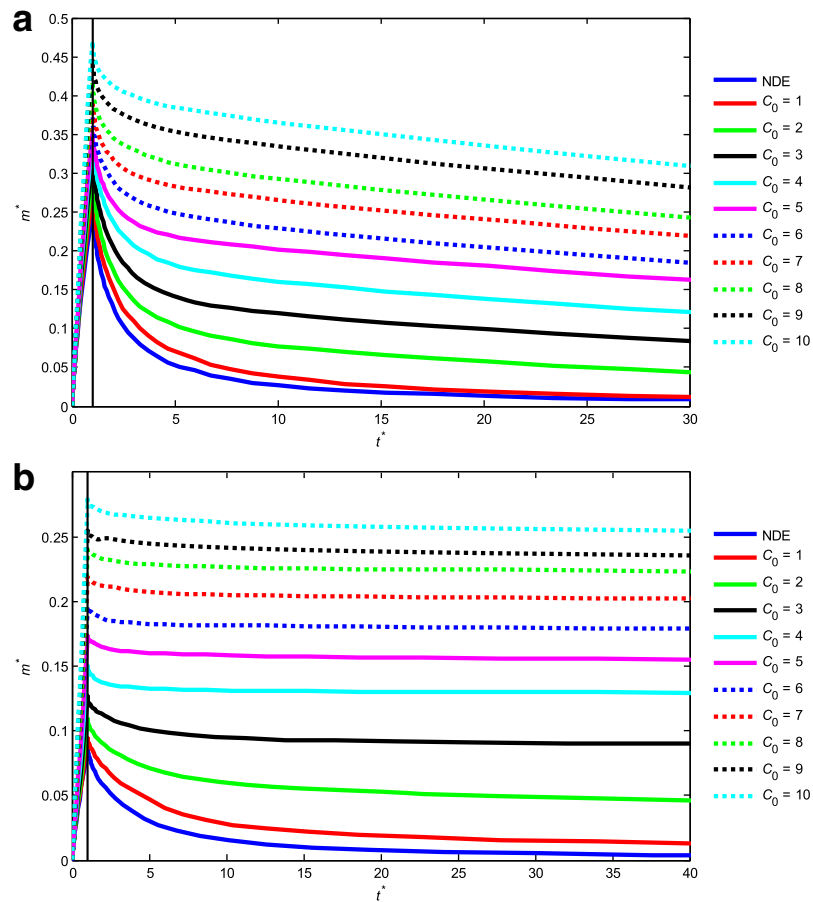 a
0.5
0.45
0.4
0.35
0.3
0.25
0.2
0.15
0.1
0.05
0
0 5 10 15 20 25 30
m*
t*
NDE
C0 = 1
C0 = 2
C0 = 3
C0 = 4
C0 = 5
C0 = 6
C0 = 7
C0 = 8
C0 = 9
C0 = 10
b
0.25
0.2
0.15
0.1
0.05
0
0 5 10 15 20 25 30 35 40
m*
t*
NDE
C0 = 1
C0 = 2
C0 = 3
C0 = 4
C0 = 5
C0 = 6
C0 = 7
C0 = 8
C0 = 9
C0 = 10